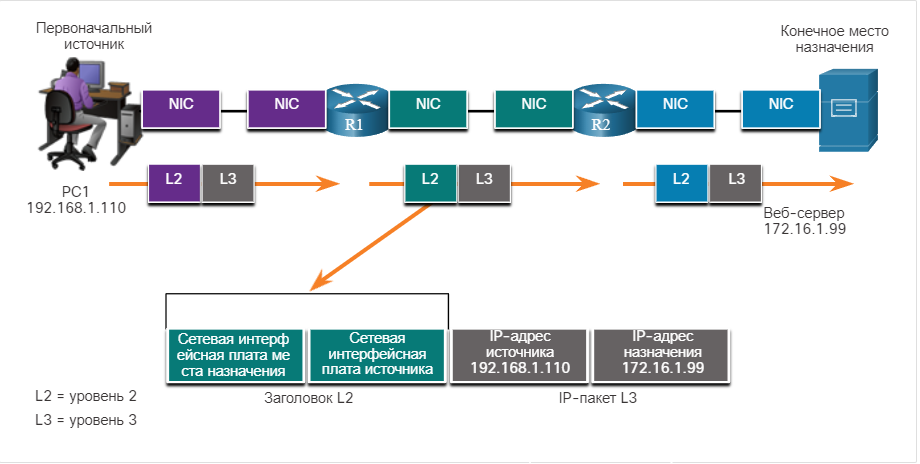 Первоначальный
источник
Конечное место
назначения
NIC
NIC
R1
NIC
NIC
R2
NIC
NIC
L2
L3
L2
L3
L2
L3
PC1
192.168.1.110
Веб-сервер
172.16.1.99
Сетевая интерф
ейсная плата ме
ста назначения
Сетевая
интерфейсная
плата источника
IP-адрес
источника
192.168.1.110
IP-адрес
назначения
172.16.1.99
Заголовок L2
IP-пакет L3
L2 = уровень 2
L3 = уровень 3